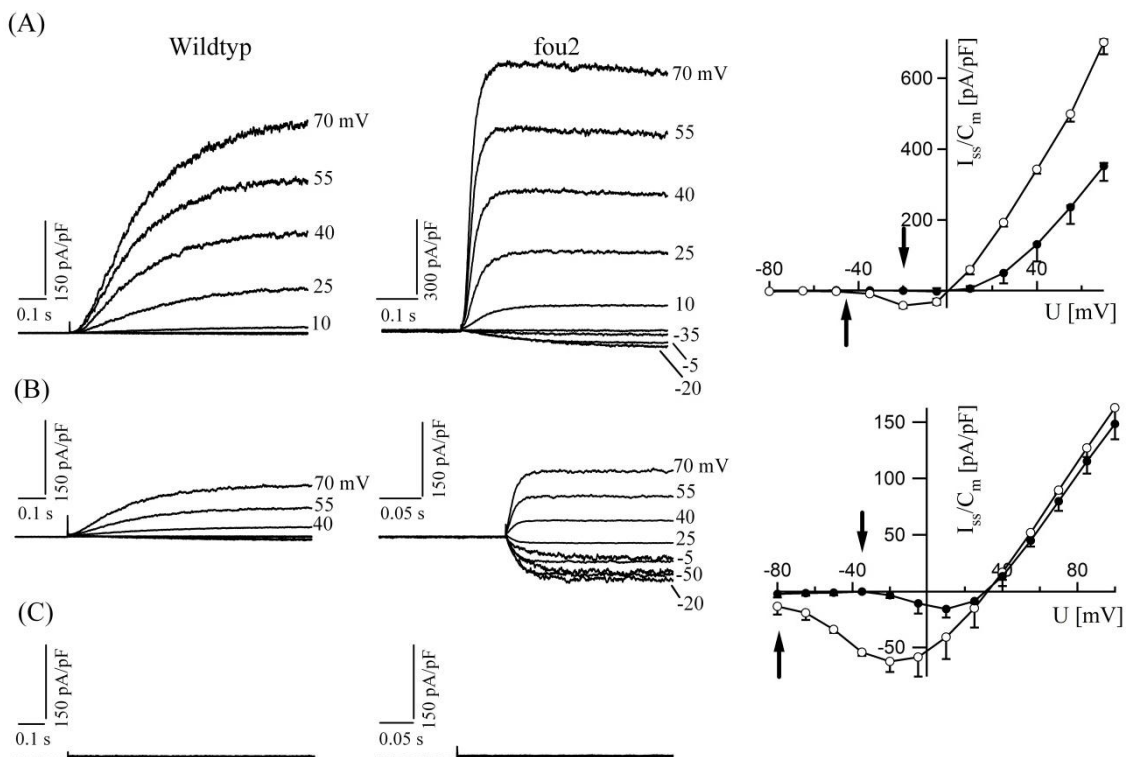 (A)
Wildtyp
fou2
70 mV
55
40
25
10
150 pA/pF
0.1 s
70 mV
55
40
25
10
-35
-5
-20
300 pA/pF
0.1 s
I_ss/C_m [pA/pF]
600
400
200
-80
-40
40
U [mV]
(B)
150 pA/pF
0.1 s
70 mV
55
40
150 pA/pF
0.05 s
70 mV
55
40
25
-5
-50
-20
I_ss/C_m [pA/pF]
150
100
50
-50
-80
-40
40
80
U [mV]
(C)
150 pA/pF
0.1 s
150 pA/pF
0.05 s